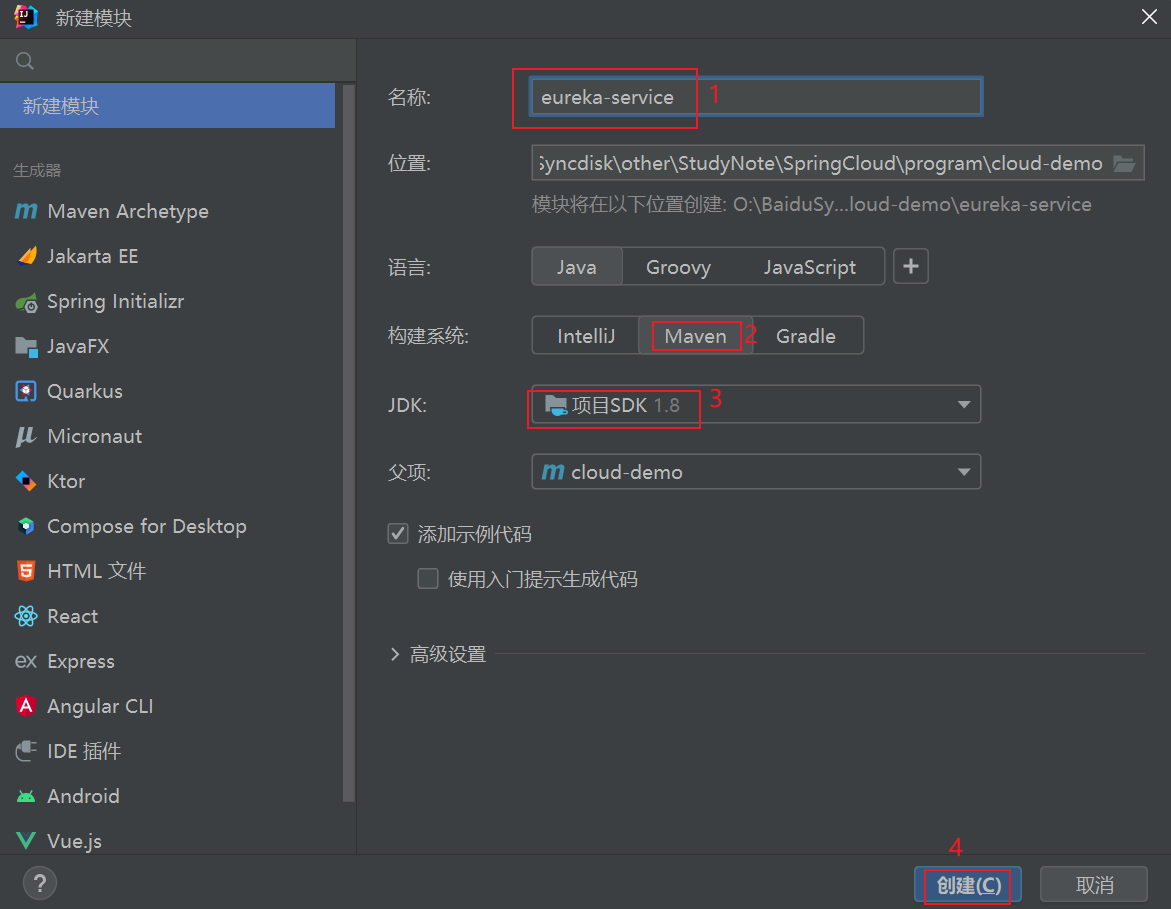 新建模块
新建模块
生成器
Maven Archetype
Jakarta EE
Spring Initializr
JavaFX
Quarkus
Micronaut
Ktor
Compose for Desktop
HTML 文件
React
Express
Angular CLI
IDE 插件
Android
Vue.js
名称: eureka-service 1
位置: Syncdisk\other\StudyNote\SpringCloud\program\cloud-demo
模块将在以下位置创建: O:\BaiduSy...loud-demo\eureka-service
语言: Java Groovy JavaScript +
构建系统: IntelliJ Maven 2 Gradle
JDK: 项目SDK 1.8 3
父项: cloud-demo
添加示例代码
使用入门提示生成代码
高级设置
4
? 创建(C) 取消